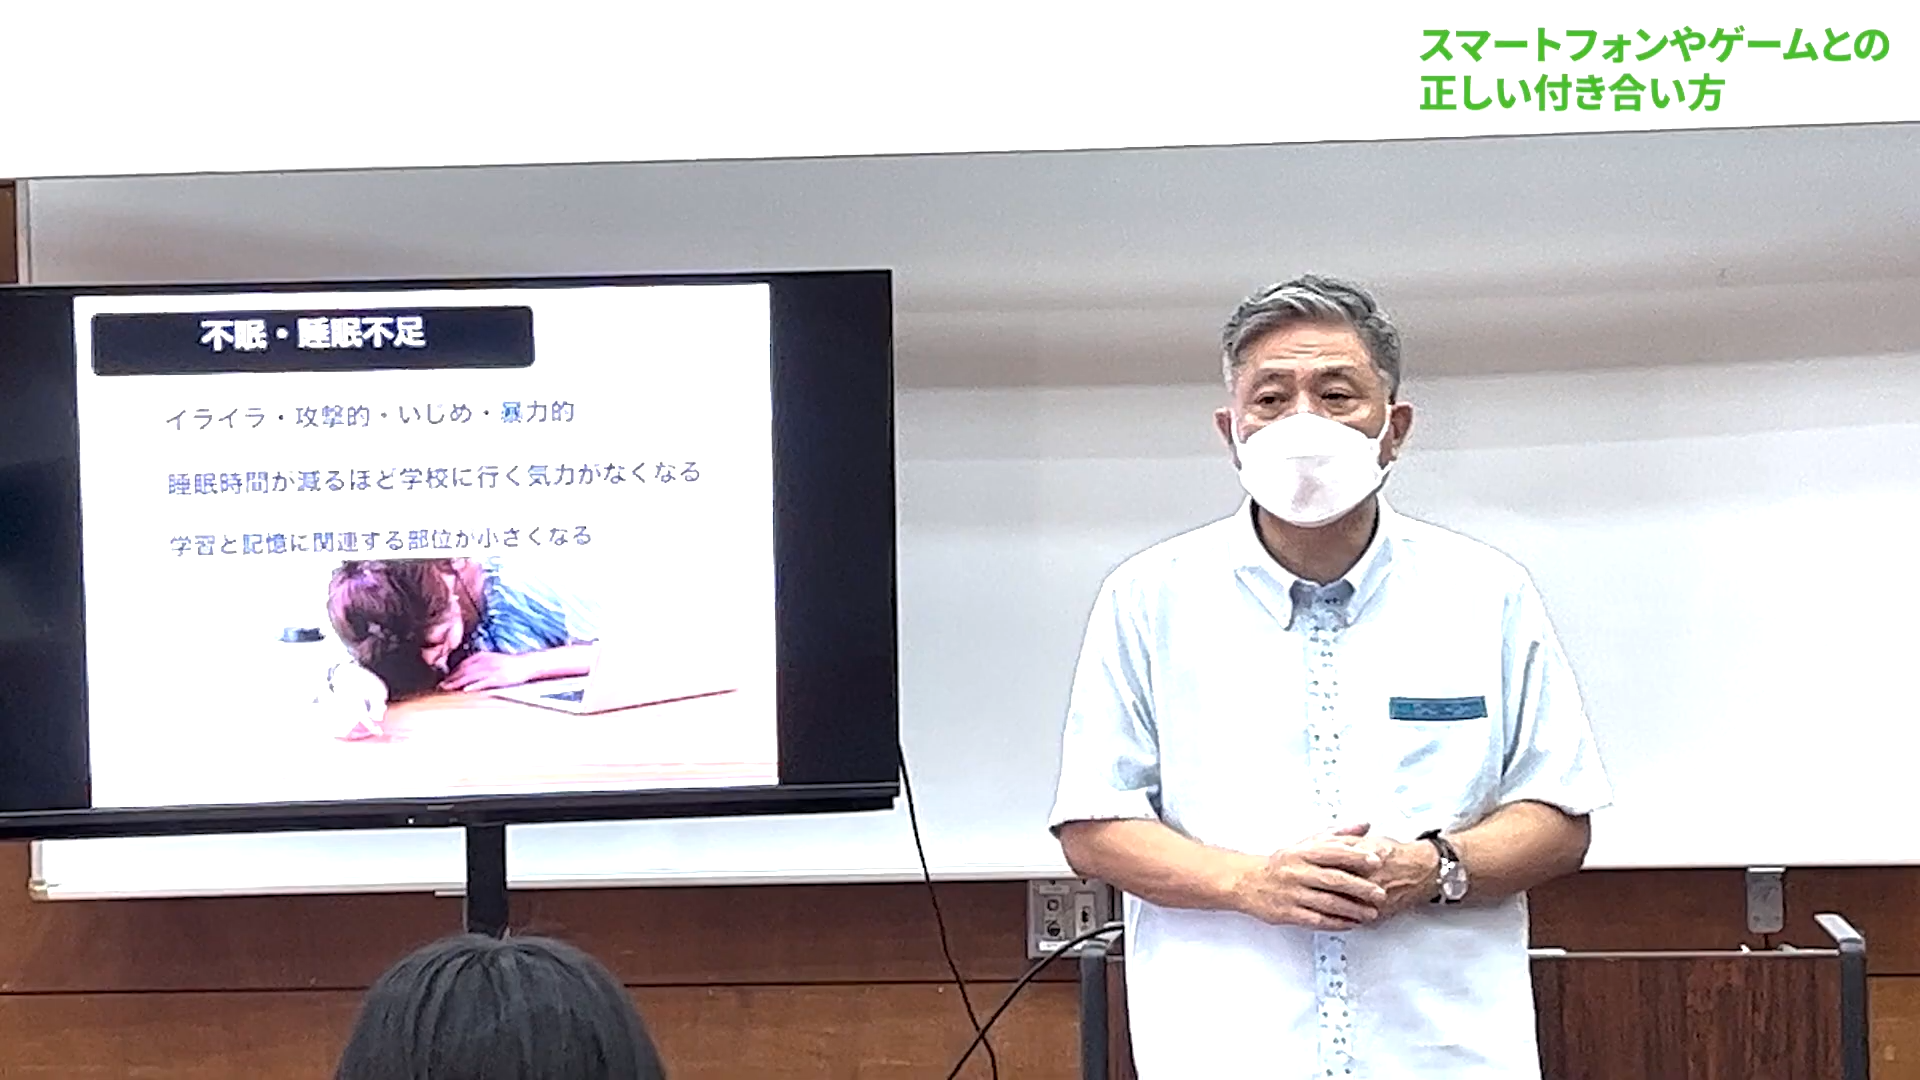 スマートフォンやゲームとの
正しい付き合い方
不眠・睡眠不足
イライラ・攻撃的・いじめ・暴力的
睡眠時間が減るほど学校に行く気力がなくなる
学習と記憶に関連する部位が小さくなる